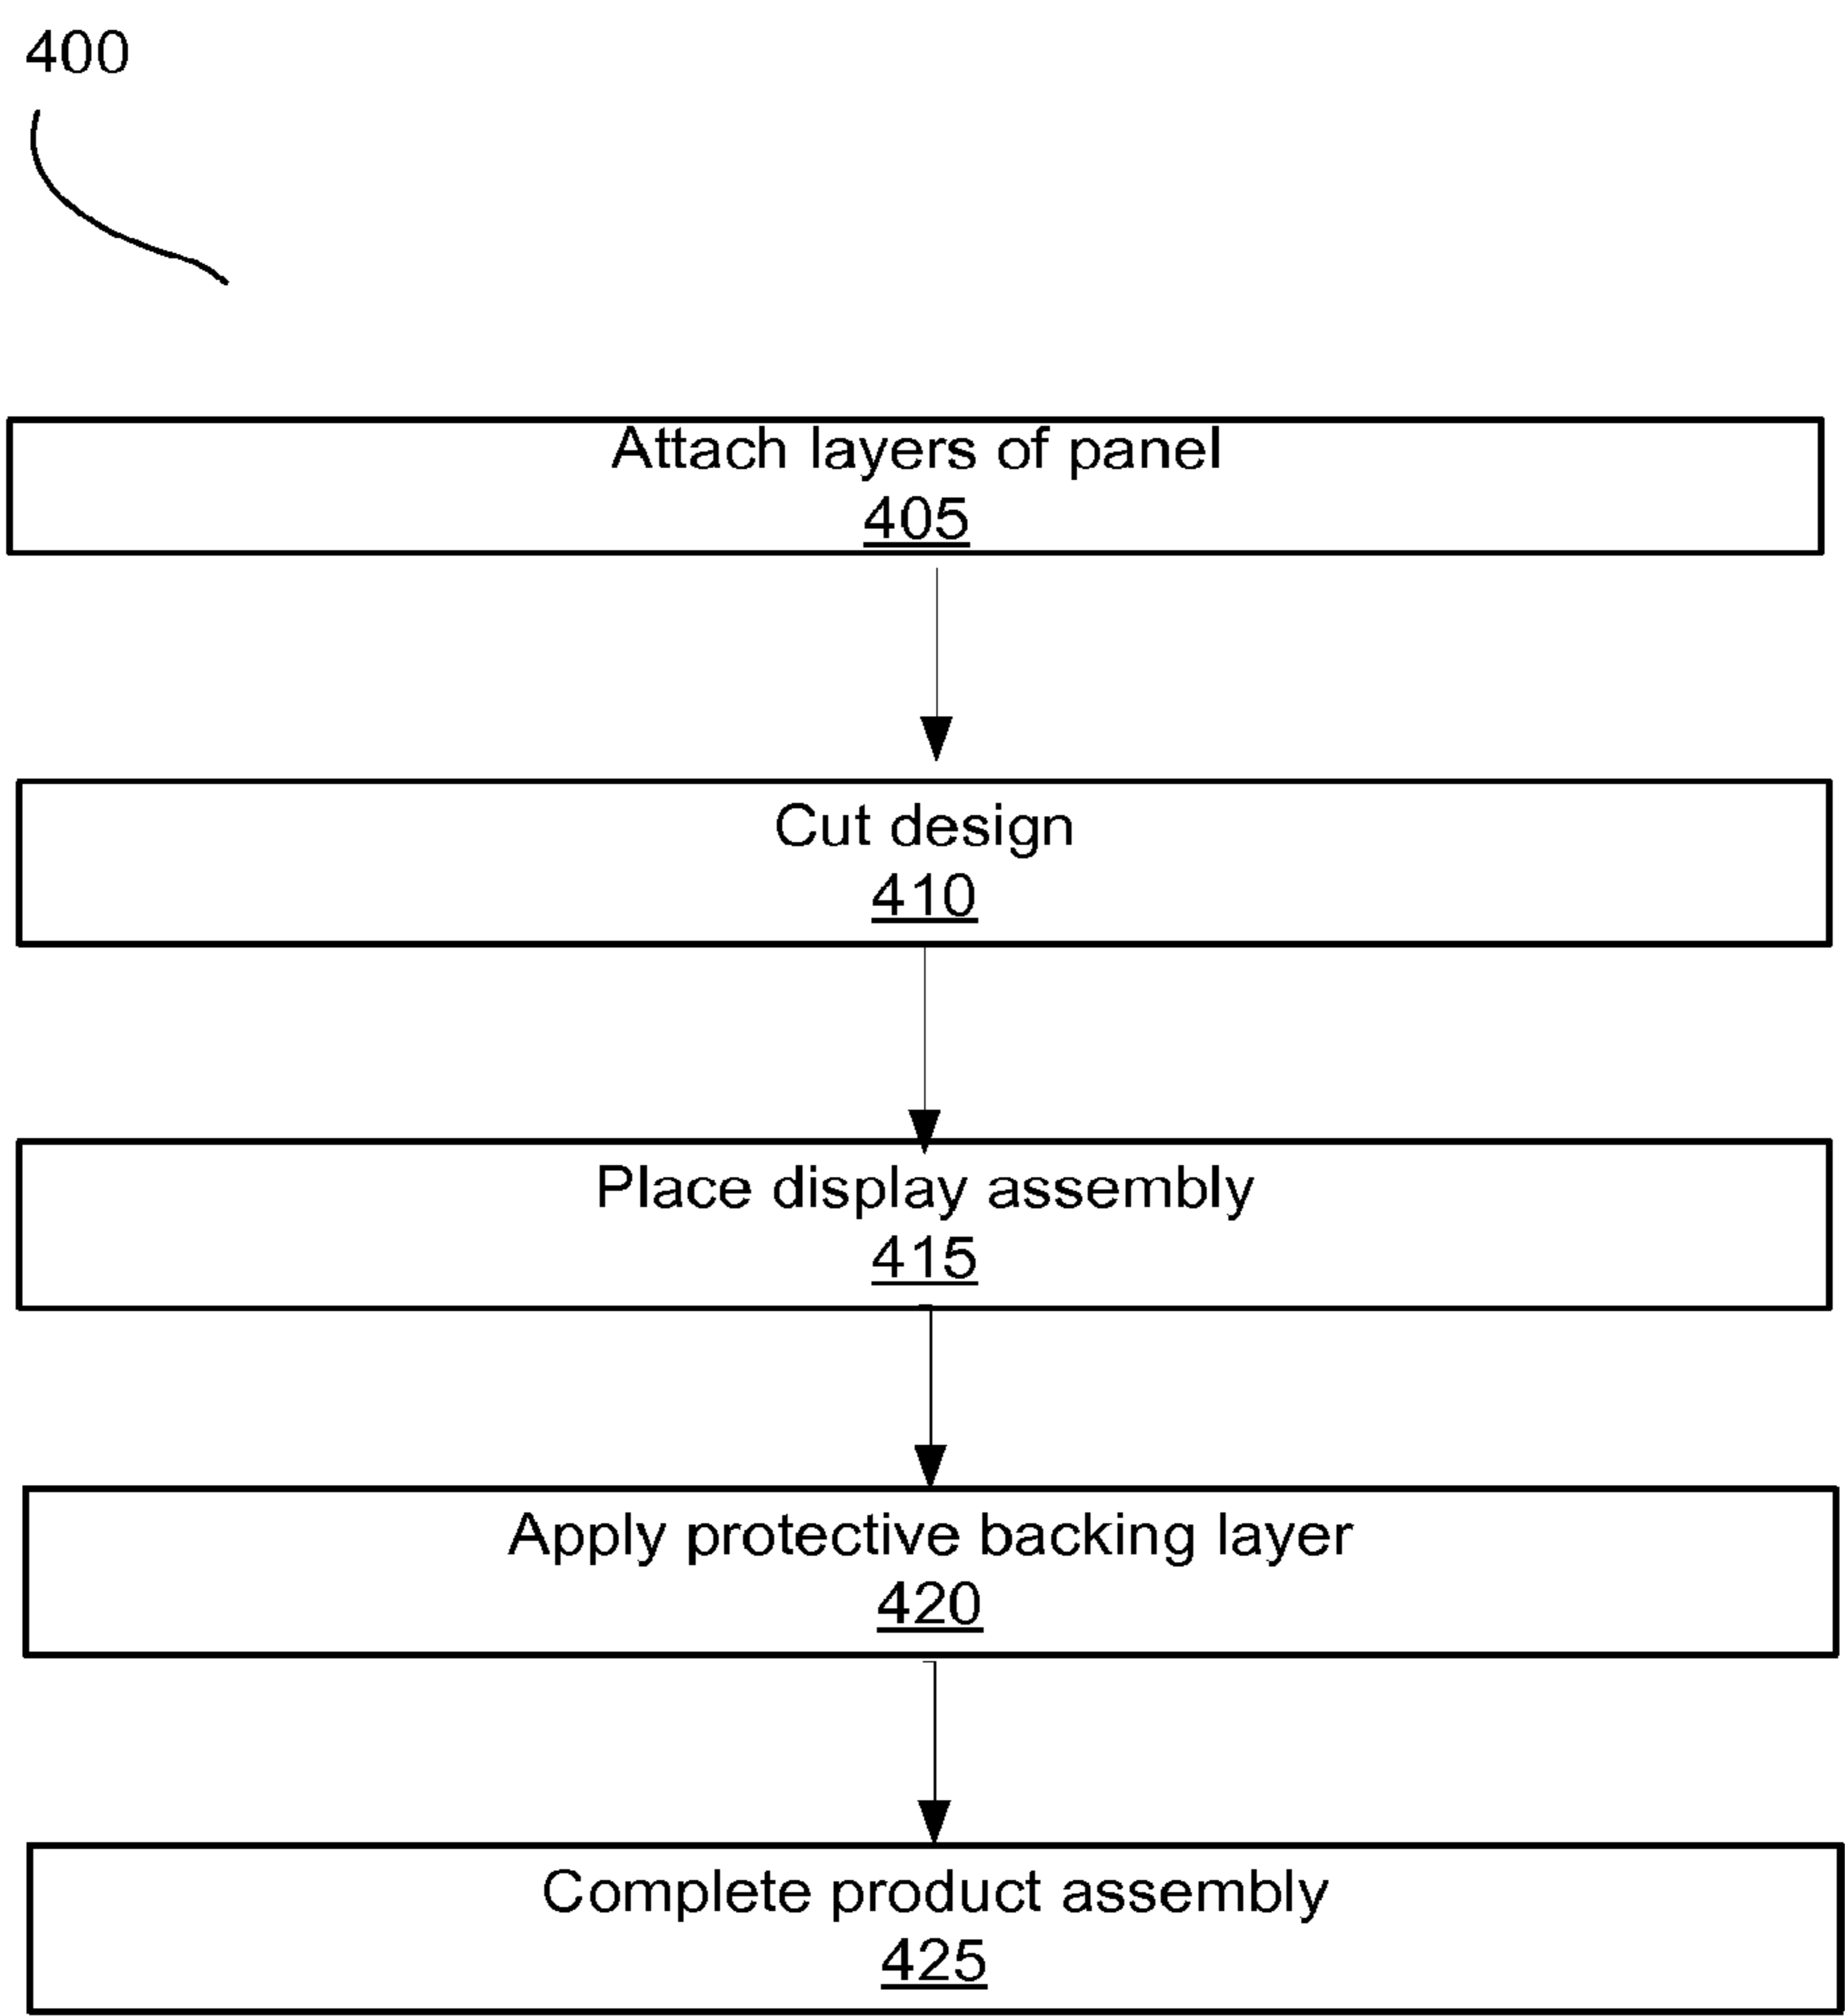 400
Attach layers of panel
405
Cut design
410
Place display assembly
415
Apply protective backing layer
420
Complete product assembly
425